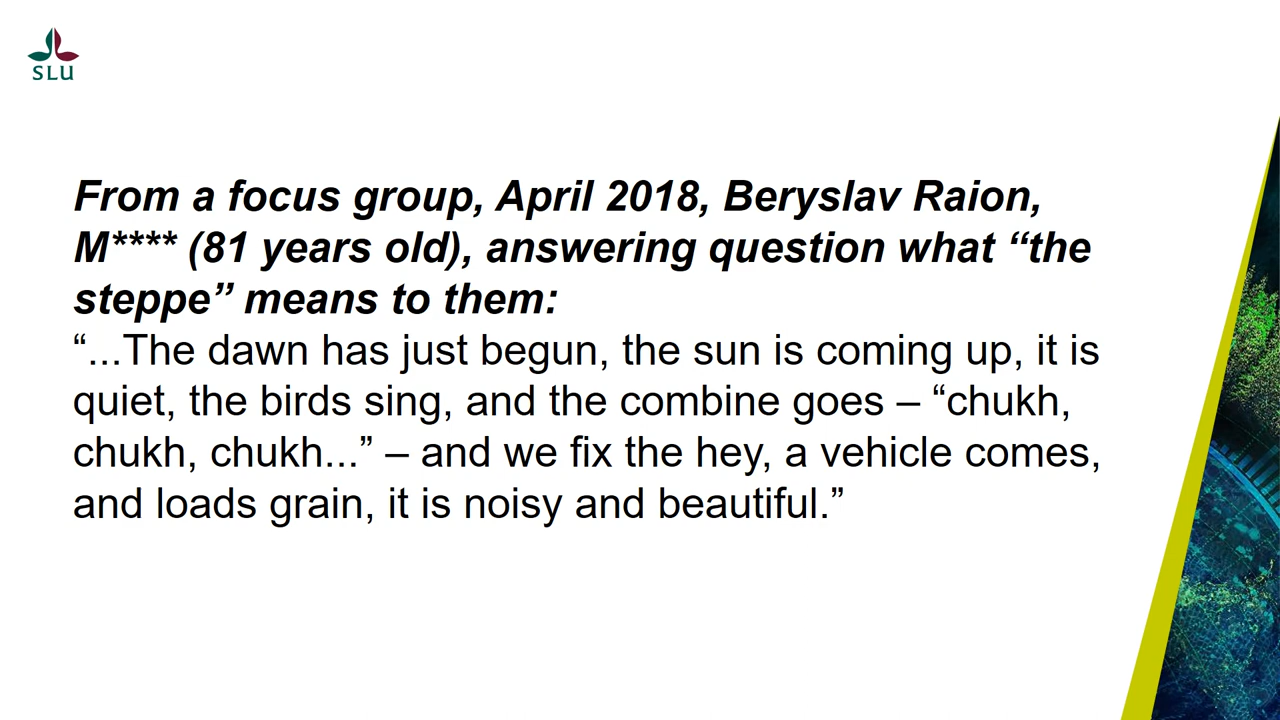 SLU
From a focus group, April 2018, Beryslav Raion,
M**** (81 years old), answering question what “the
steppe” means to them:
“...The dawn has just begun, the sun is coming up, it is
quiet, the birds sing, and the combine goes – “chukh,
chukh, chukh...” – and we fix the hey, a vehicle comes,
and loads grain, it is noisy and beautiful.”